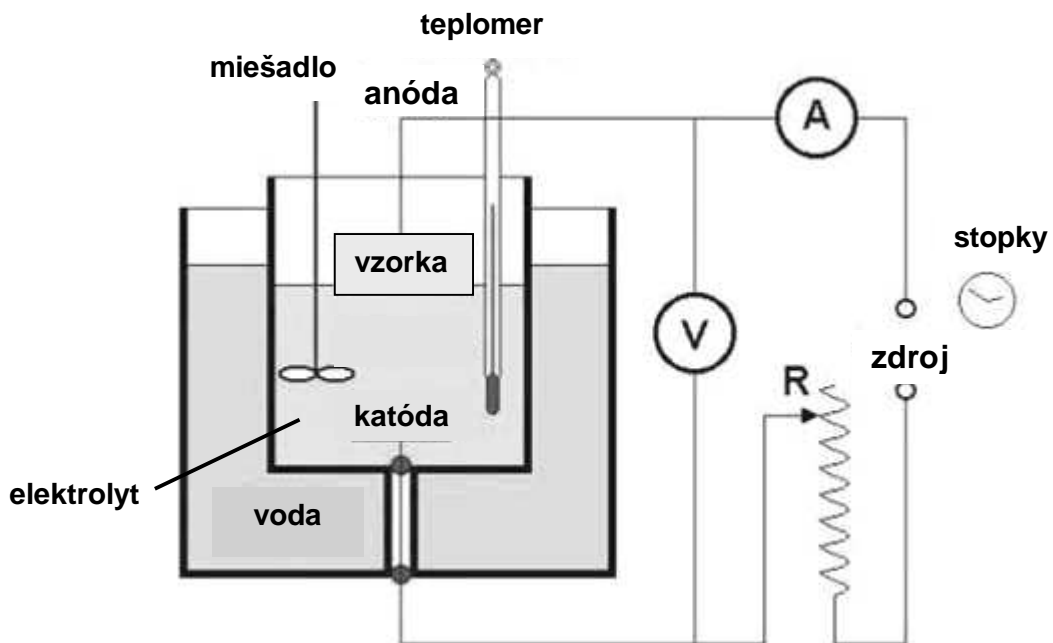 teplomer
miešadlo
anóda
A
stopky
vzorka
V
zdroj
R
katóda
elektrolyt
voda